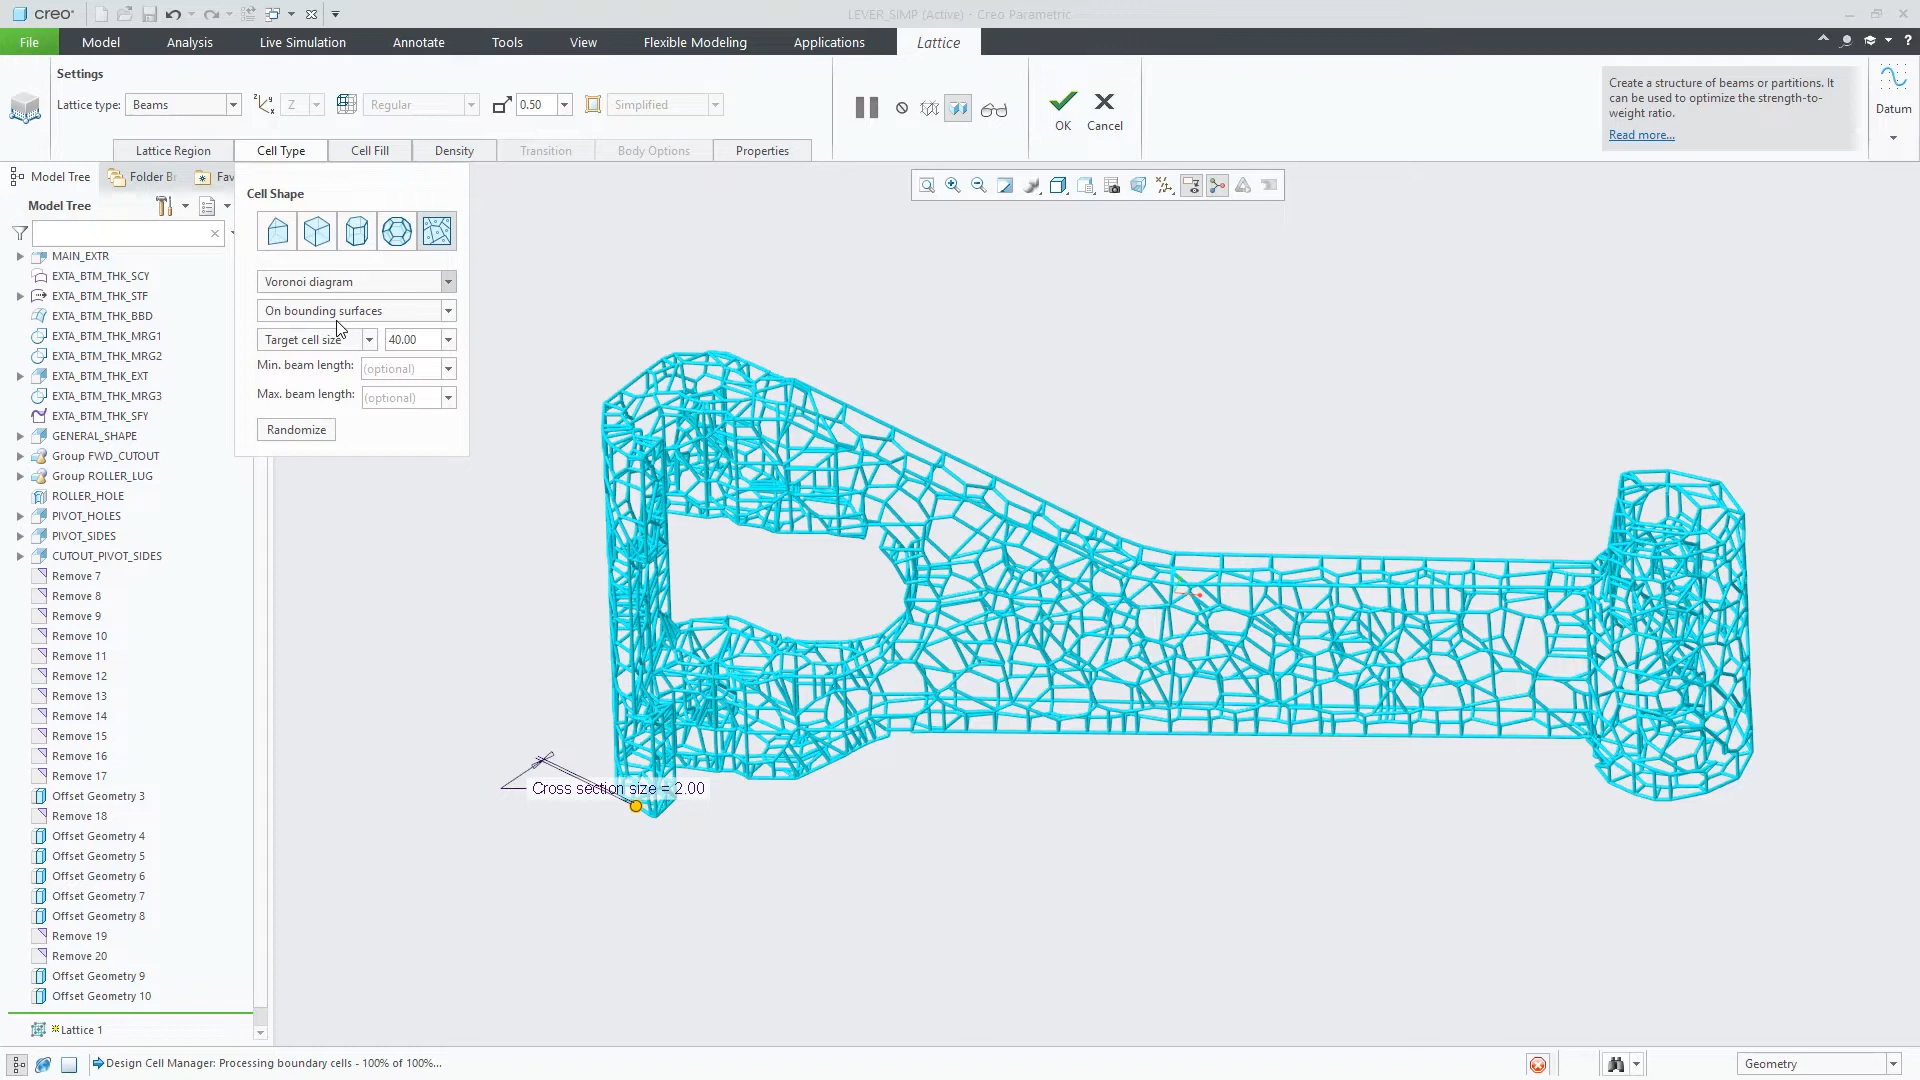 creo
LEVER_SIMP (Active) - Creo Parametric
File
Model
Analysis
Live Simulation
Annotate
Tools
View
Flexible Modeling
Applications
Lattice
Settings
Lattice type:
Beams
Z
Regular
0.50
Simplified
OK
Cancel
Create a structure of beams or partitions. It
can be used to optimize the strength-to-
weight ratio.
Read more...
Datum
Lattice Region
Cell Type
Cell Fill
Density
Transition
Body Options
Properties
Model Tree
Folder Br
Fav
Model Tree
Cell Shape
Voronoi diagram
On bounding surfaces
Target cell size
40.00
Min. beam length:
(optional)
Max. beam length:
(optional)
Randomize
MAIN_EXTR
EXTA_BTM_THK_SCY
EXTA_BTM_THK_STF
EXTA_BTM_THK_BBD
EXTA_BTM_THK_MRG1
EXTA_BTM_THK_MRG2
EXTA_BTM_THK_EXT
EXTA_BTM_THK_MRG3
EXTA_BTM_THK_SFY
GENERAL_SHAPE
Group FWD_CUTOUT
Group ROLLER_LUG
ROLLER_HOLE
PIVOT_HOLES
PIVOT_SIDES
CUTOUT_PIVOT_SIDES
Remove 7
Remove 8
Remove 9
Remove 10
Remove 11
Remove 12
Remove 13
Remove 14
Remove 15
Remove 16
Remove 17
Offset Geometry 3
Remove 18
Offset Geometry 4
Offset Geometry 5
Offset Geometry 6
Offset Geometry 7
Offset Geometry 8
Remove 19
Remove 20
Offset Geometry 9
Offset Geometry 10
Lattice 1
Cross section size = 2.00
Design Cell Manager: Processing boundary cells - 100% of 100%...
Geometry